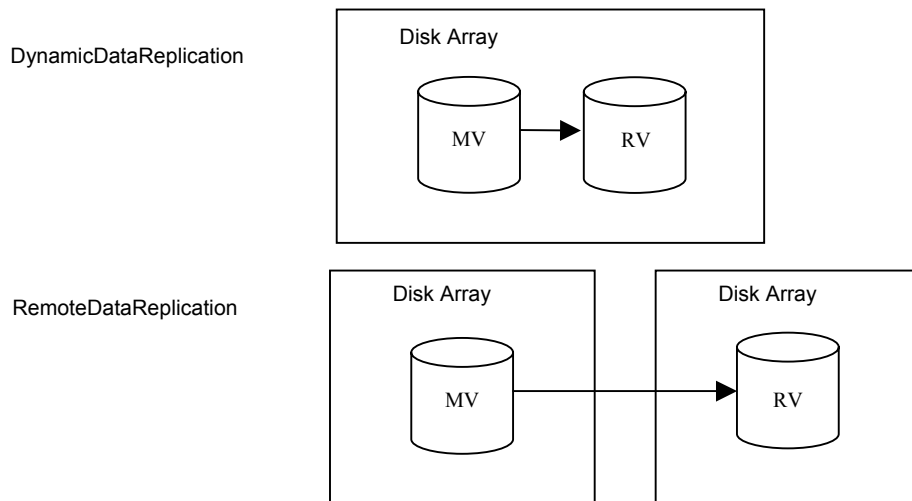 Disk Array
DynamicDataReplication
MV
RV
Disk Array
Disk Array
RemoteDataReplication
MV
RV